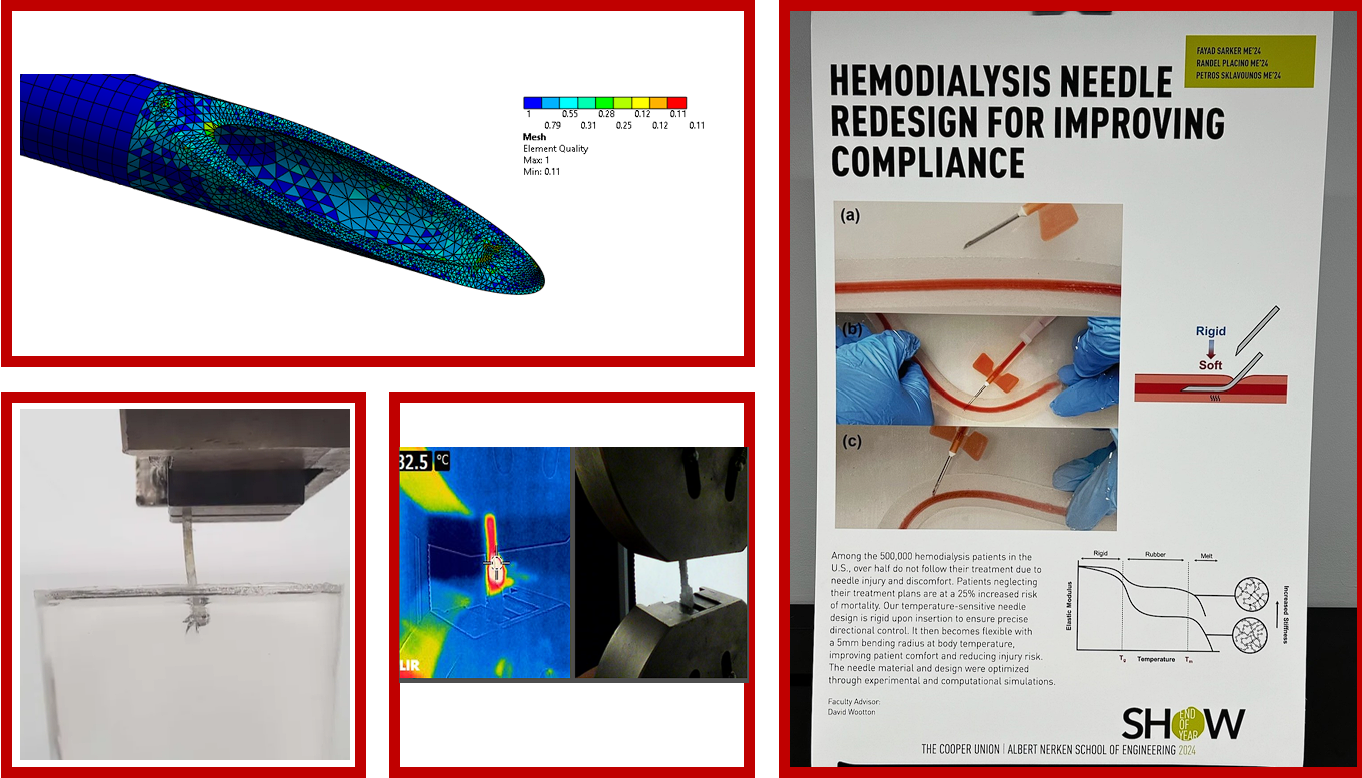 1 0.55 0.28 0.12 0.11
0.79 0.31 0.25 0.12 0.11
Mesh
Element Quality
Max: 1
Min: 0.11
32.5 °C
LIR
FAYAD SARKER ME'24
RANDEL PLACINO ME'24
PETROS SKLAVOUNOS ME'24
HEMODIALYSIS NEEDLE
REDESIGN FOR IMPROVING
COMPLIANCE
(a)
(b)
(c)
Rigid
Soft
Among the 500,000 hemodialysis patients in the
U.S., over half do not follow their treatment due to
needle injury and discomfort. Patients neglecting
their treatment plans are at a 25% increased risk
of mortality. Our temperature-sensitive needle
design is rigid upon insertion to ensure precise
directional control. It then becomes flexible with
a 5mm bending radius at body temperature,
improving patient comfort and reducing injury risk.
The needle material and design were optimized
through experimental and computational simulations.
Rigid Rubber Melt
Elastic Modulus
Increased Stiffness
Tg Temperature Tm
Faculty Advisor:
David Wootton
SHOW
END
OF
YEAR
THE COOPER UNION | ALBERT NERKEN SCHOOL OF ENGINEERING 2024